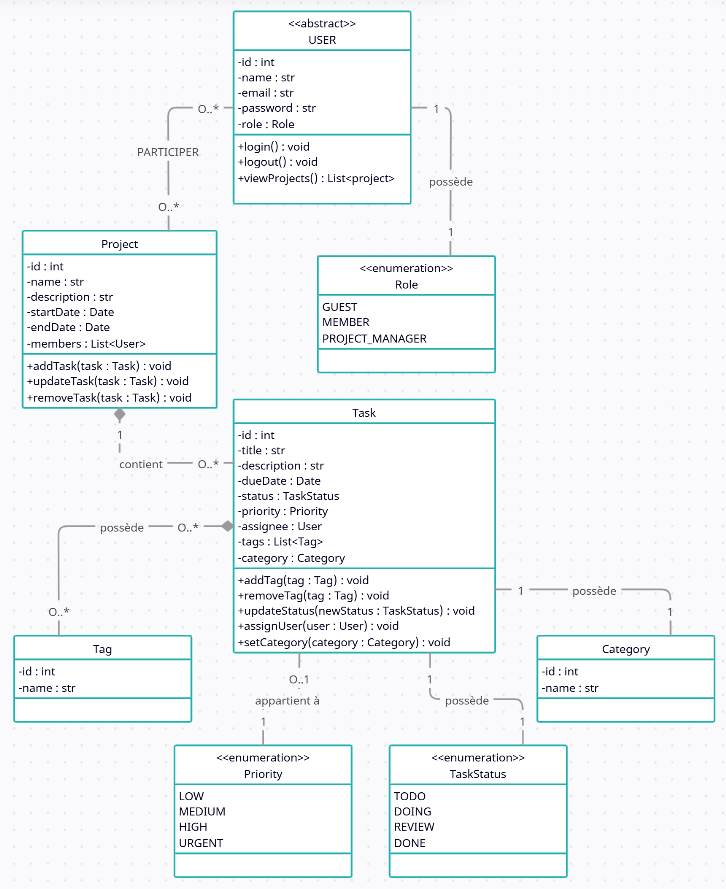 <<abstract>>
USER
-id : int
-name : str
-email : str
-password : str
-role : Role
+login() : void
+logout() : void
+viewProjects() : List<project>
O..*
PARTICIPER
O..*
1
possède
1
Project
-id : int
-name : str
-description : str
-startDate : Date
-endDate : Date
-members : List<User>
+addTask(task : Task) : void
+updateTask(task : Task) : void
+removeTask(task : Task) : void
<<enumeration>>
Role
GUEST
MEMBER
PROJECT_MANAGER
1
contient
O..*
Task
-id : int
-title : str
-description : str
-dueDate : Date
-status : TaskStatus
-priority : Priority
-assignee : User
-tags : List<Tag>
-category : Category
+addTag(tag : Tag) : void
+removeTag(tag : Tag) : void
+updateStatus(newStatus : TaskStatus) : void
+assignUser(user : User) : void
+setCategory(category : Category) : void
possède
O..*
O..*
Tag
-id : int
-name : str
1
possède
1
Category
-id : int
-name : str
O..1
appartient à
1
1
possède
1
<<enumeration>>
Priority
LOW
MEDIUM
HIGH
URGENT
<<enumeration>>
TaskStatus
TODO
DOING
REVIEW
DONE